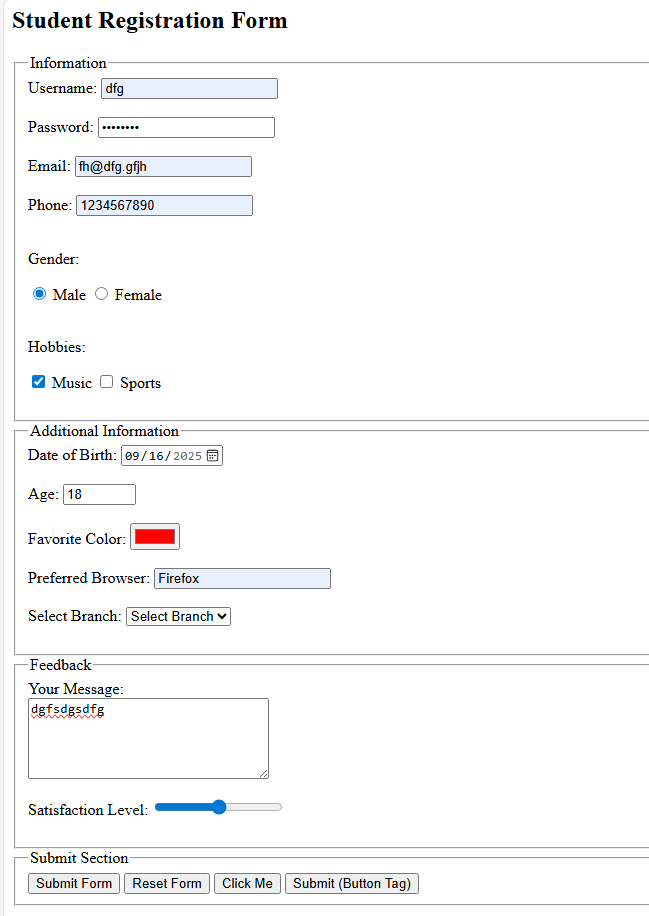 Student Registration Form
Information
Username: dfg
Password: ••••••••
Email: fh@dfg.gfjh
Phone: 1234567890
Gender:
Male Female
Hobbies:
Music Sports
Additional Information
Date of Birth: 09/16/2025
Age: 18
Favorite Color:
Preferred Browser: Firefox
Select Branch: Select Branch
Feedback
Your Message:
dgfsdgsdfg
Satisfaction Level:
Submit Section
Submit Form Reset Form Click Me Submit (Button Tag)